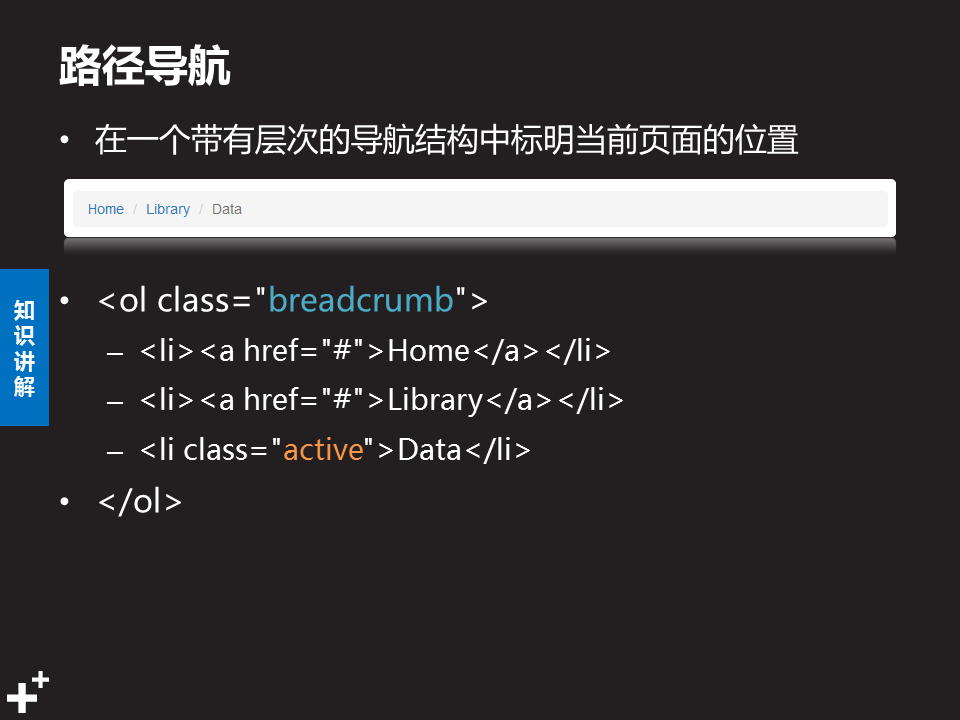 路径导航
• 在一个带有层次的导航结构中标明当前页面的位置
Home / Library / Data
知识讲解
• <ol class="breadcrumb">
– <li><a href="#">Home</a></li>
– <li><a href="#">Library</a></li>
– <li class="active">Data</li>
• </ol>